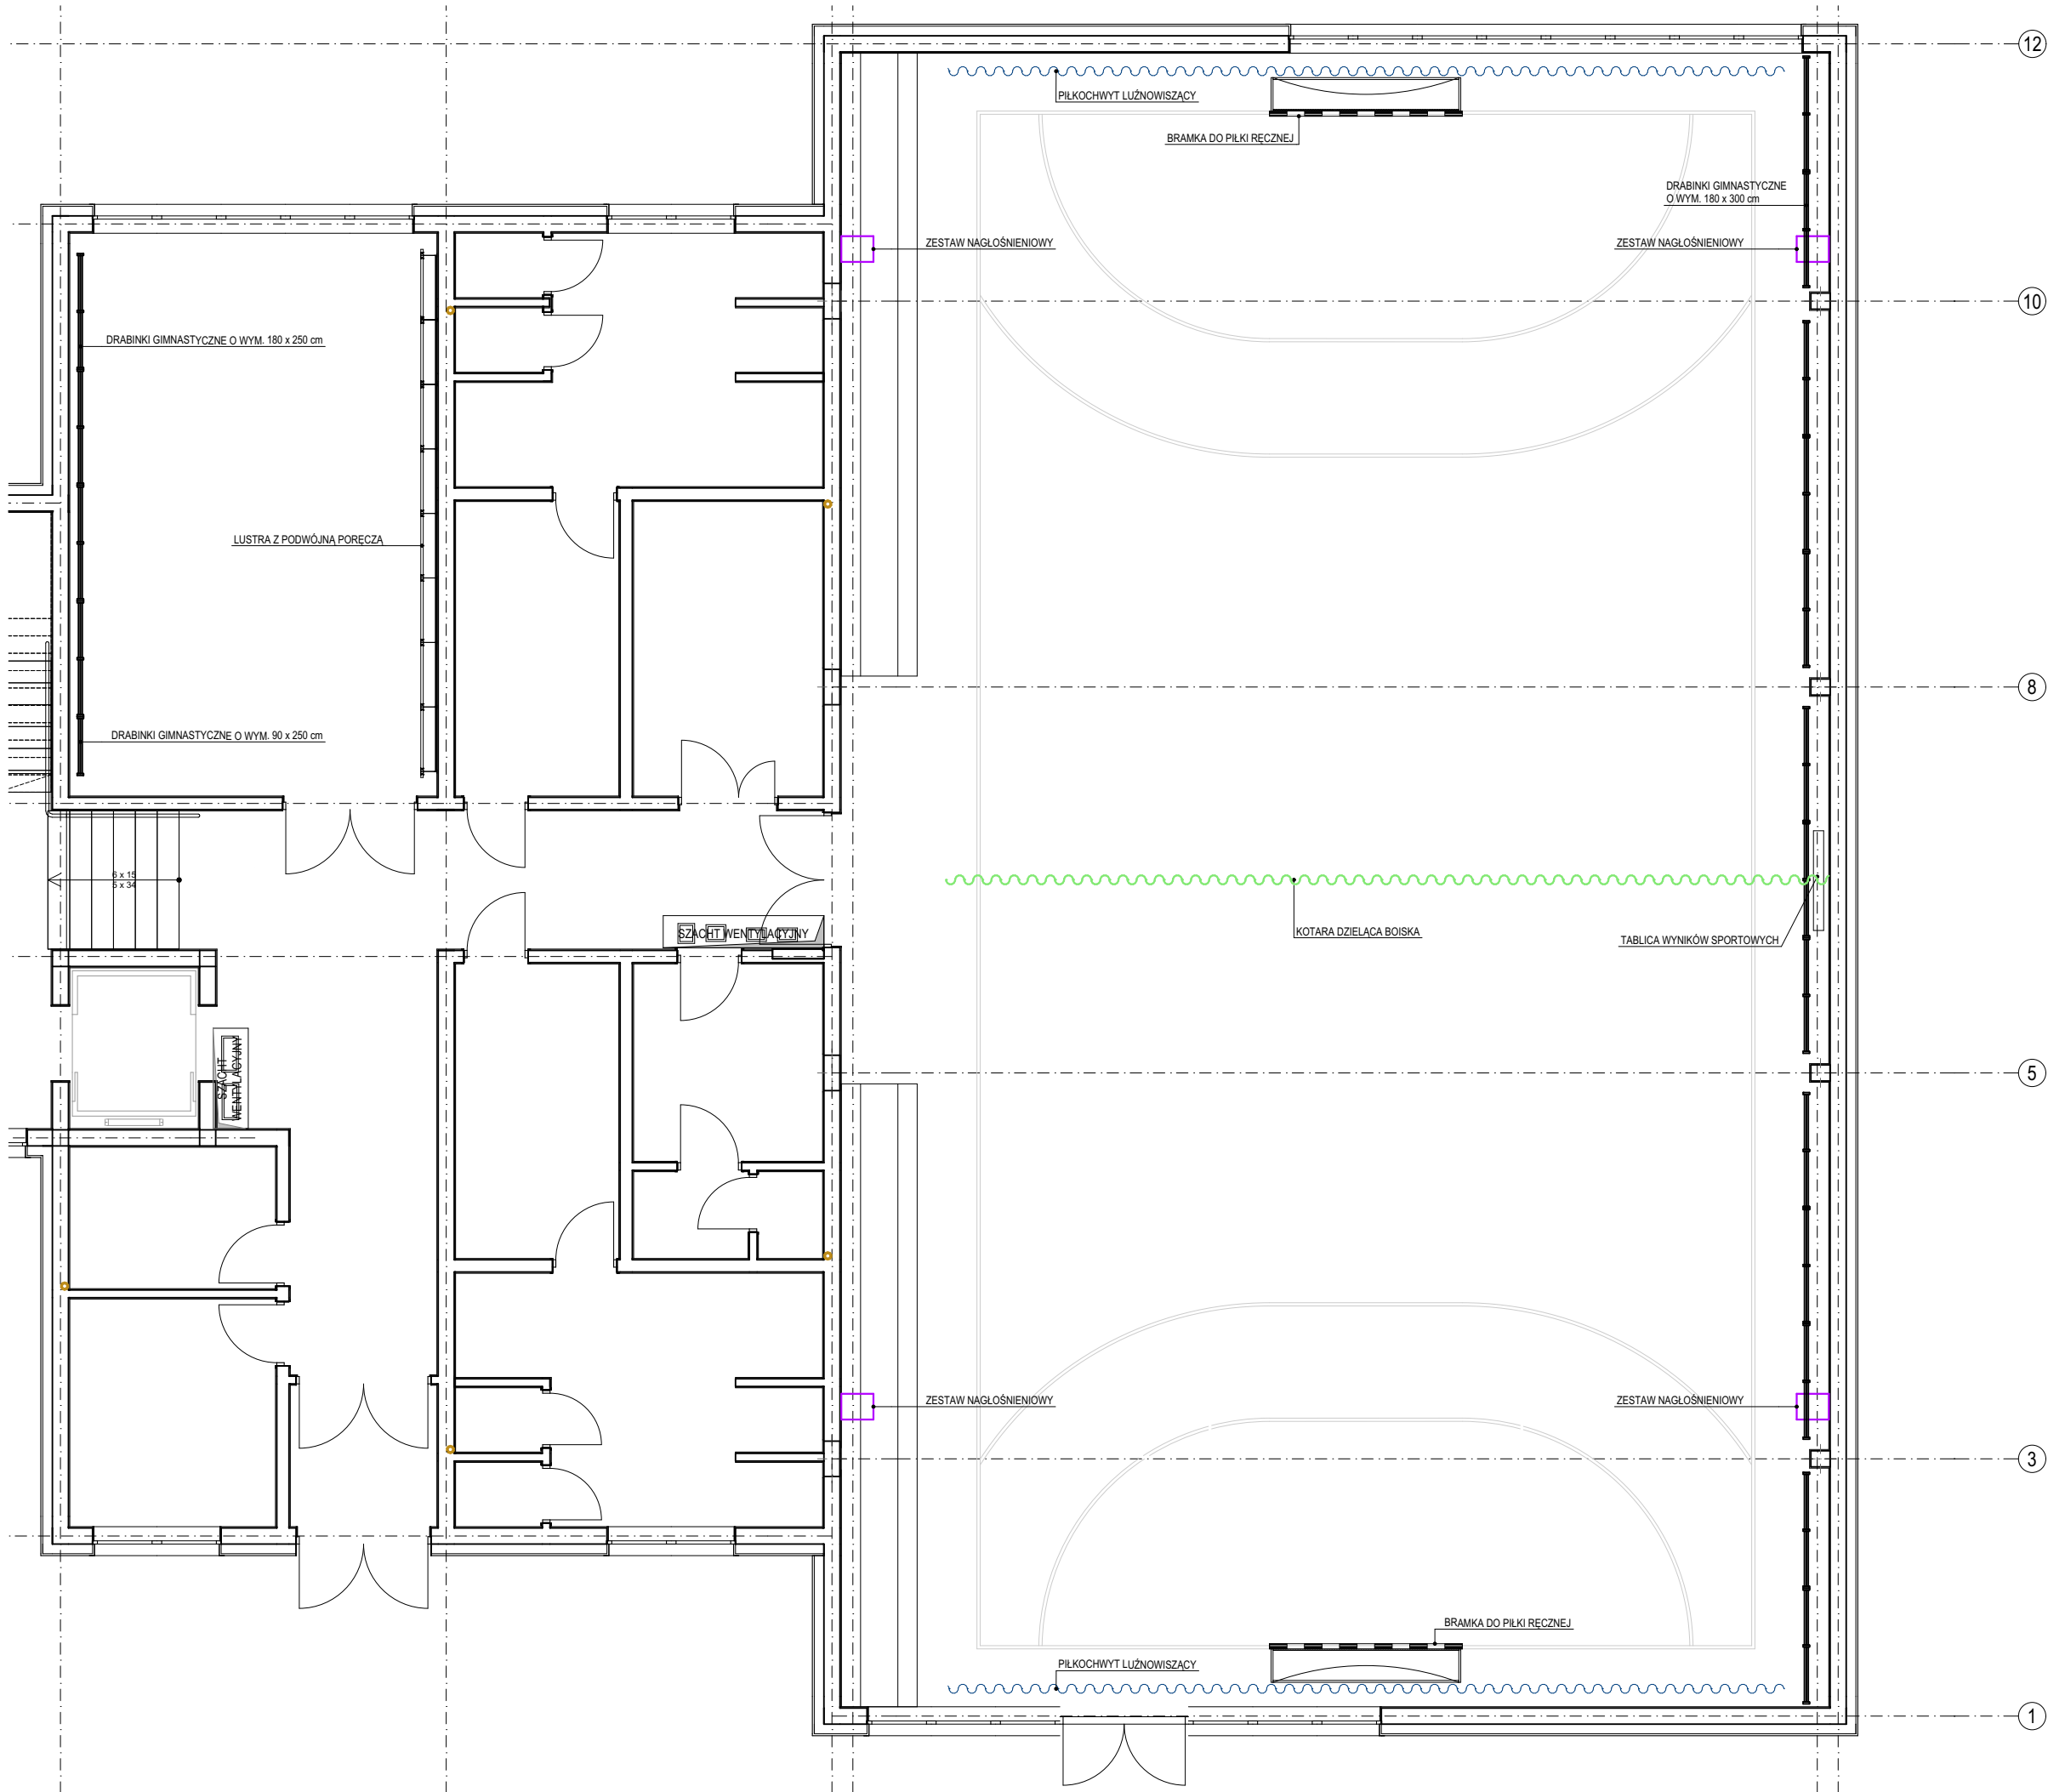 12
PIŁKOCHWYT LUŹNOWISZĄCY
BRAMKA DO PIŁKI RĘCZNEJ
DRABINKI GIMNASTYCZNE
O WYM. 180 x 300 cm
ZESTAW NAGŁOŚNIENIOWY
ZESTAW NAGŁOŚNIENIOWY
10
DRABINKI GIMNASTYCZNE O WYM. 180 x 250 cm
LUSTRA Z PODWÓJNĄ PORĘCZĄ
8
DRABINKI GIMNASTYCZNE O WYM. 90 x 250 cm
6 x 15
5 x 34
SZACHT WENTYLACYJNY
KOTARA DZIELĄCA BOISKA
TABLICA WYNIKÓW SPORTOWYCH
SZACHT
WENTYLACYJNY
5
ZESTAW NAGŁOŚNIENIOWY
ZESTAW NAGŁOŚNIENIOWY
3
BRAMKA DO PIŁKI RĘCZNEJ
PIŁKOCHWYT LUŹNOWISZĄCY
1